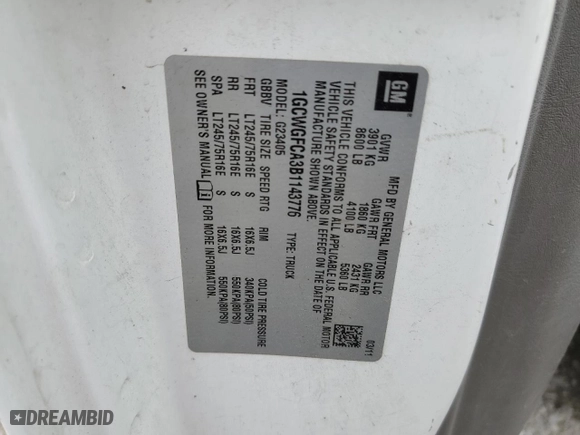 GM
MFD BY GENERAL MOTORS LLC
GVWR GAWR FRT GAWR RR
3901 KG 1860 KG 2431 KG
8600 LB 4100 LB 5360 LB
03/11
THIS VEHICLE CONFORMS TO ALL APPLICABLE U.S. FEDERAL MOTOR
VEHICLE SAFETY STANDARDS IN EFFECT ON THE DATE OF
MANUFACTURE SHOWN ABOVE.
1GCWGFCA3B1143776 TYPE: TRUCK
MODEL: G23405
GBBV TIRE SIZE SPEED RTG RIM COLD TIRE PRESSURE
FRT LT245/75R16E S 16X6.5J 340KPA(50PSI)
RR LT245/75R16E S 16X6.5J 550KPA(80PSI)
SPA LT245/75R16E S 16X6.5J 550KPA(80PSI)
SEE OWNER'S MANUAL FOR MORE INFORMATION.
DREAMBID